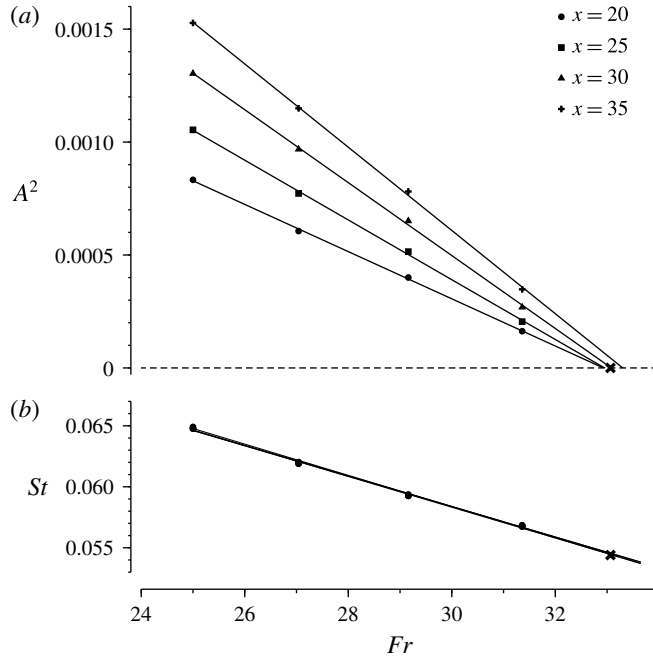 (a)
0.0015
0.0010
A²
0.0005
0
x = 20
x = 25
x = 30
x = 35
(b)
0.065
0.060
St
0.055
24 26 28 30 32
Fr